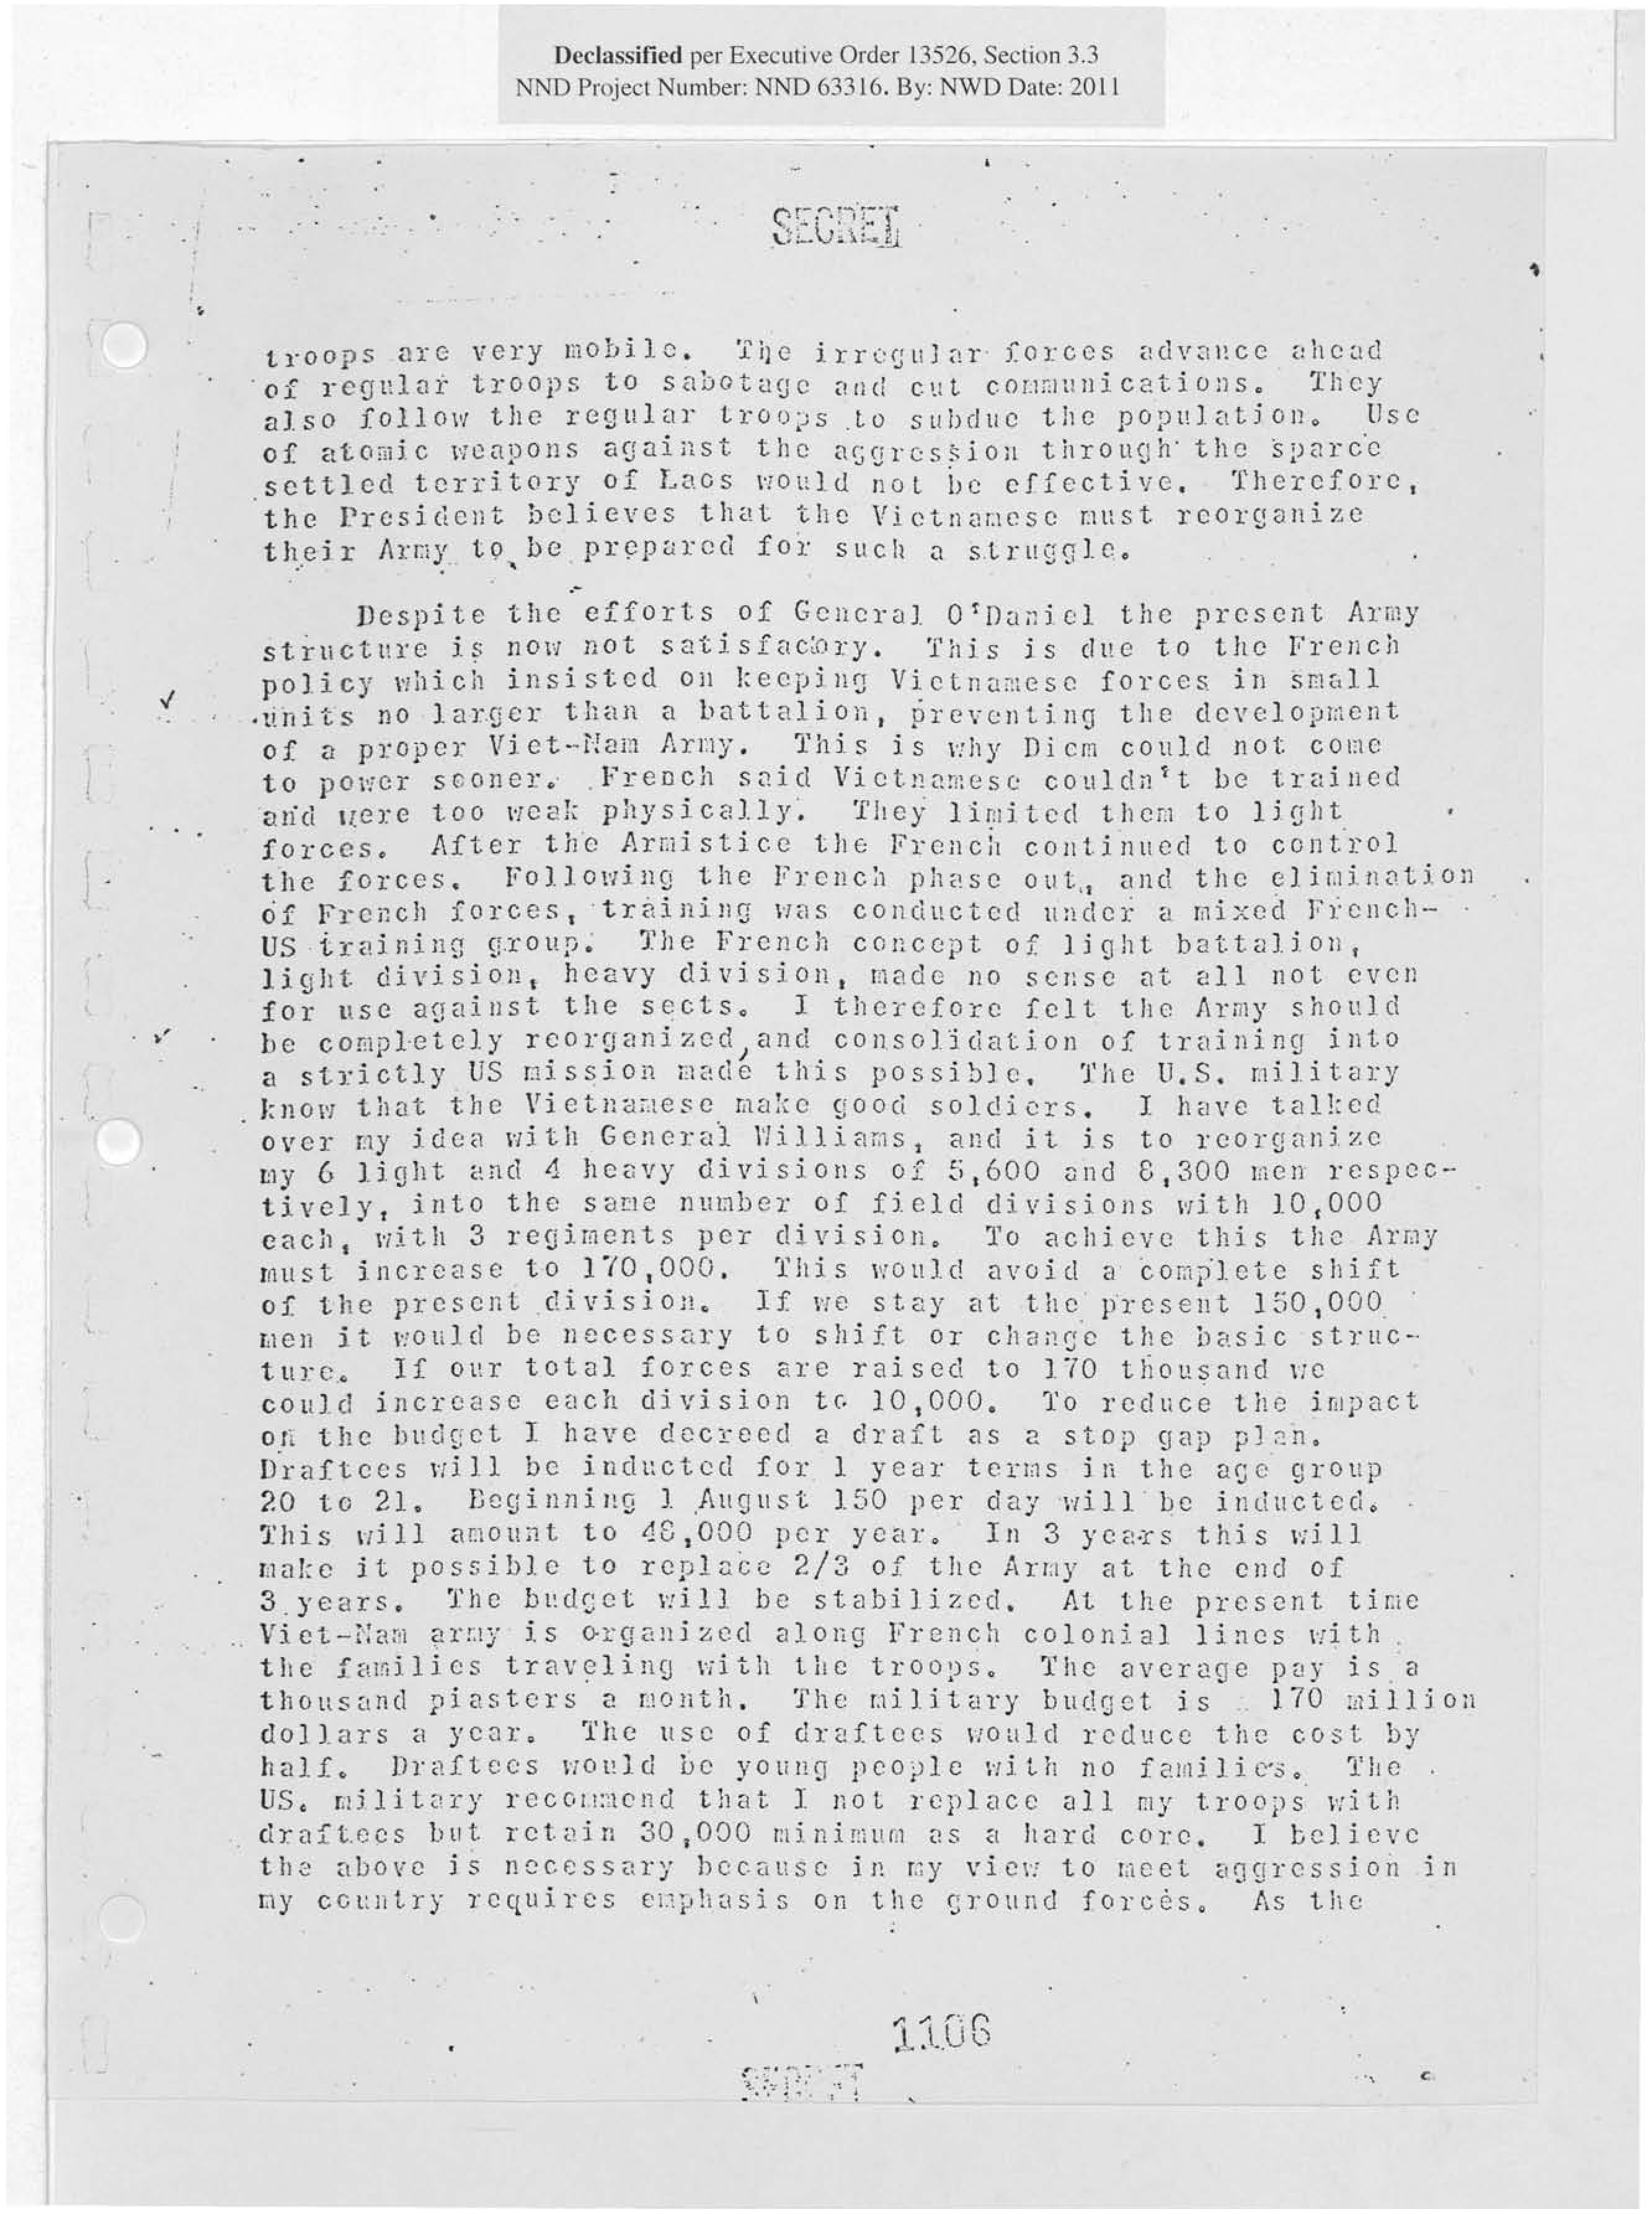 Declassified per Executive Order 13526, Section 3.3
NND Project Number: NND 63316. By: NWD Date: 2011
SECRET
troops are very mobile. The irregular forces advance ahead
of regular troops to sabotage and cut communications. They
also follow the regular troops to subdue the population. Use
of atomic weapons against the aggression through the sparce
settled territory of Laos would not be effective. Therefore,
the President believes that the Vietnamese must reorganize
their Army to be prepared for such a struggle.
Despite the efforts of General O'Daniel the present Army
structure is now not satisfactory. This is due to the French
policy which insisted on keeping Vietnamese forces in small
units no larger than a battalion, preventing the development
of a proper Viet-Nam Army. This is why Diem could not come
to power sooner. French said Vietnamese couldn't be trained
and were too weak physically. They limited them to light
forces. After the Armistice the French continued to control
the forces. Following the French phase out, and the elimination
of French forces, training was conducted under a mixed French-
US training group. The French concept of light battalion,
light division, heavy division, made no sense at all not even
for use against the sects. I therefore felt the Army should
be completely reorganized, and consolidation of training into
a strictly US mission made this possible. The U.S. military
know that the Vietnamese make good soldiers. I have talked
over my idea with General Williams, and it is to reorganize
my 6 light and 4 heavy divisions of 5,600 and 8,300 men respec-
tively, into the same number of field divisions with 10,000
each, with 3 regiments per division. To achieve this the Army
must increase to 170,000. This would avoid a complete shift
of the present division. If we stay at the present 150,000
men it would be necessary to shift or change the basic struc-
ture. If our total forces are raised to 170 thousand we
could increase each division to 10,000. To reduce the impact
on the budget I have decreed a draft as a stop gap plan.
Draftees will be inducted for 1 year terms in the age group
20 to 21. Beginning 1 August 150 per day will be inducted.
This will amount to 48,000 per year. In 3 years this will
make it possible to replace 2/3 of the Army at the end of
3 years. The budget will be stabilized. At the present time
Viet-Nam army is organized along French colonial lines with
the families traveling with the troops. The average pay is a
thousand piasters a month. The military budget is 170 million
dollars a year. The use of draftees would reduce the cost by
half. Draftees would be young people with no families. The
US. military recommend that I not replace all my troops with
draftees but retain 30,000 minimum as a hard core. I believe
the above is necessary because in my view to meet aggression in
my country requires emphasis on the ground forces. As the
1106
SECRET